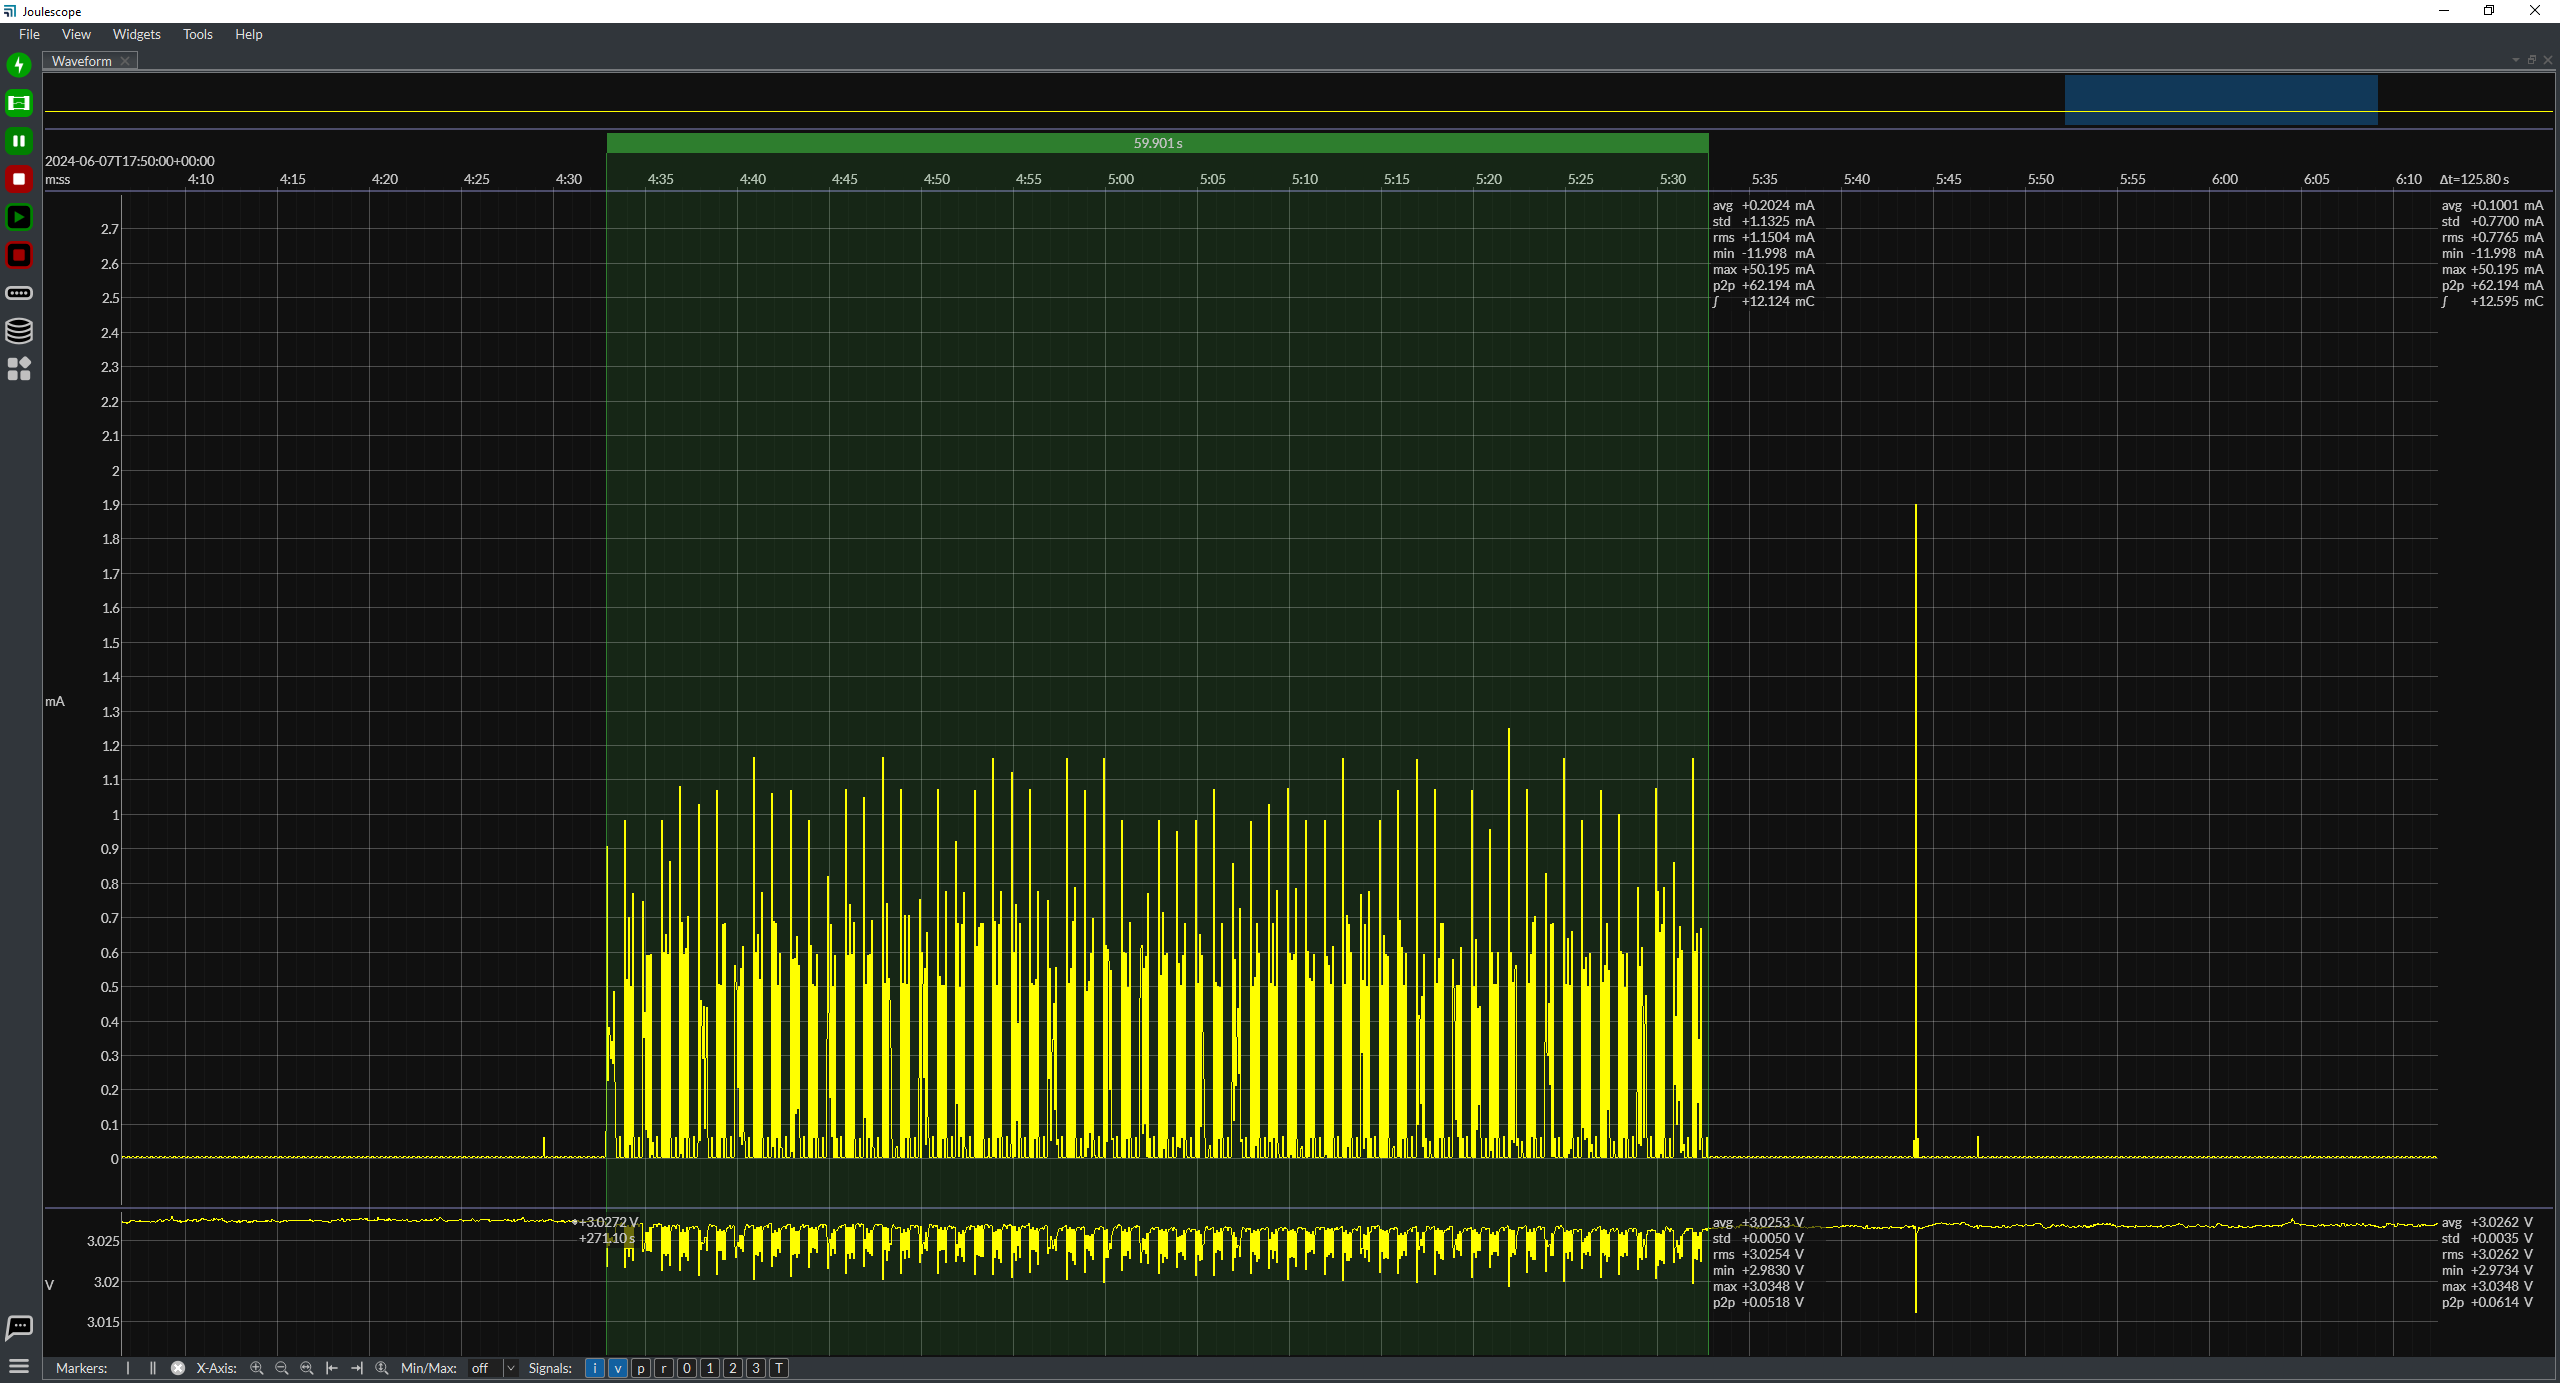 Joulescope
File View Widgets Tools Help
Waveform
59.901 s
2024-06-07T17:50:00+00:00
m:ss 4:10 4:15 4:20 4:25 4:30 4:35 4:40 4:45 4:50 4:55 5:00 5:05 5:10 5:15 5:20 5:25 5:30 5:35 5:40 5:45 5:50 5:55 6:00 6:05 6:10 Δt=125.80 s
avg +0.2024 mA
std +1.1325 mA
rms +1.1504 mA
min -11.998 mA
max +50.195 mA
p2p +62.194 mA
∫ +12.124 mC
avg +0.1001 mA
std +0.7700 mA
rms +0.7765 mA
min -11.998 mA
max +50.195 mA
p2p +62.194 mA
∫ +12.595 mC
2.7
2.6
2.5
2.4
2.3
2.2
2.1
2
1.9
1.8
1.7
1.6
1.5
1.4
1.3
1.2
1.1
1
0.9
0.8
0.7
0.6
0.5
0.4
0.3
0.2
0.1
0
mA
+3.0272 V
+271.10 s
3.025
3.02
3.015
V
avg +3.0253 V
std +0.0050 V
rms +3.0254 V
min +2.9830 V
max +3.0348 V
p2p +0.0518 V
avg +3.0262 V
std +0.0035 V
rms +3.0262 V
min +2.9734 V
max +3.0348 V
p2p +0.0614 V
Markers: X-Axis: Min/Max: off Signals: i v p r 0 1 2 3 T